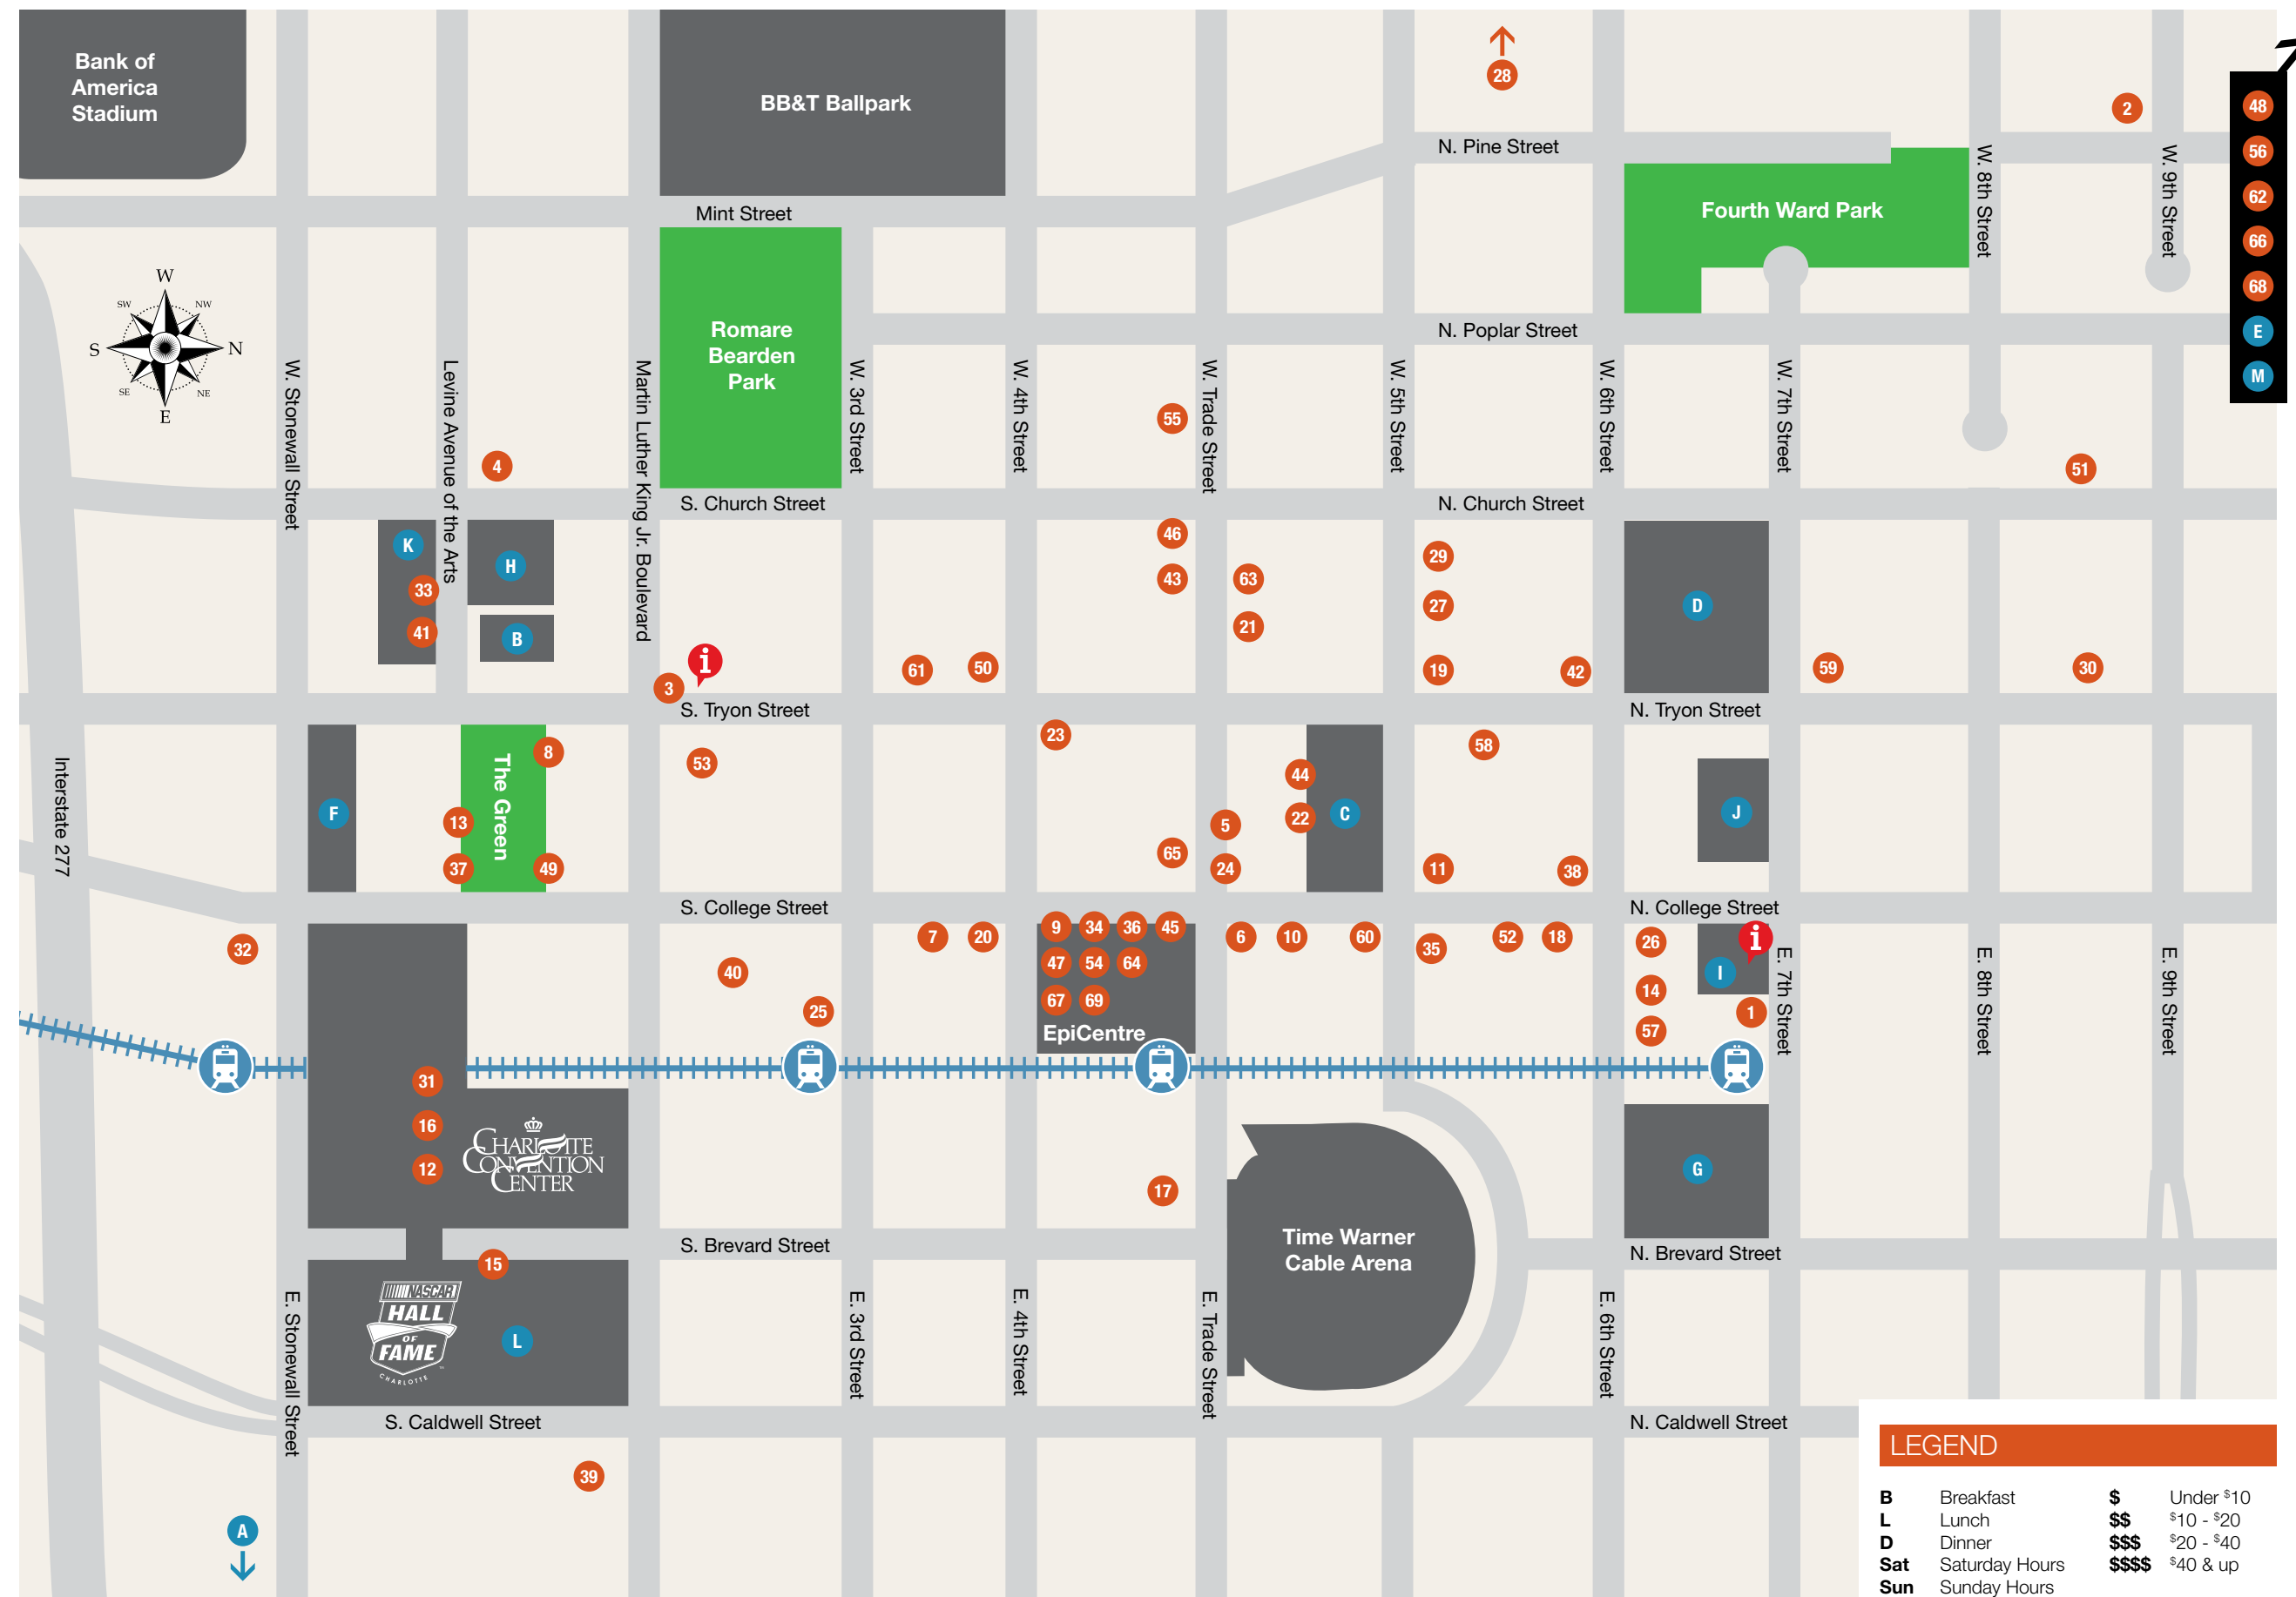 Bank of
America
Stadium
BB&T Ballpark
28
2
48
56
62
66
68
E
M
N. Pine Street
W. 8th Street
W. 9th Street
Mint Street
Fourth Ward Park
W
SW
NW
S
N
SE
NE
E
Romare
Bearden
Park
N. Poplar Street
W. Stonewall Street
Levine Avenue of the Arts
Martin Luther King Jr. Boulevard
W. 3rd Street
W. 4th Street
W. Trade Street
W. 5th Street
W. 6th Street
W. 7th Street
55
4
51
S. Church Street
N. Church Street
K
H
33
41
B
46
43
63
21
29
27
19
42
D
59
30
i
3
61
50
S. Tryon Street
N. Tryon Street
Interstate 277
F
The Green
8
13
37
49
53
23
65
5
24
44
22
C
58
11
38
J
S. College Street
N. College Street
32
40
25
7
20
9
34
36
45
47
54
64
67
69
EpiCentre
6
10
60
35
52
18
26
14
57
i
I
1
E. 7th Street
E. 8th Street
E. 9th Street
31
16
12
CHARLOTTE
CONVENTION
CENTER
17
G
Time Warner
Cable Arena
S. Brevard Street
N. Brevard Street
15
NASCAR
HALL
OF
FAME
CHARLOTTE
L
E. Stonewall Street
E. 3rd Street
E. 4th Street
E. Trade Street
E. 6th Street
S. Caldwell Street
N. Caldwell Street
39
A
LEGEND
B Breakfast $ Under $10
L Lunch $$ $10 - $20
D Dinner $$$ $20 - $40
Sat Saturday Hours $$$$ $40 & up
Sun Sunday Hours